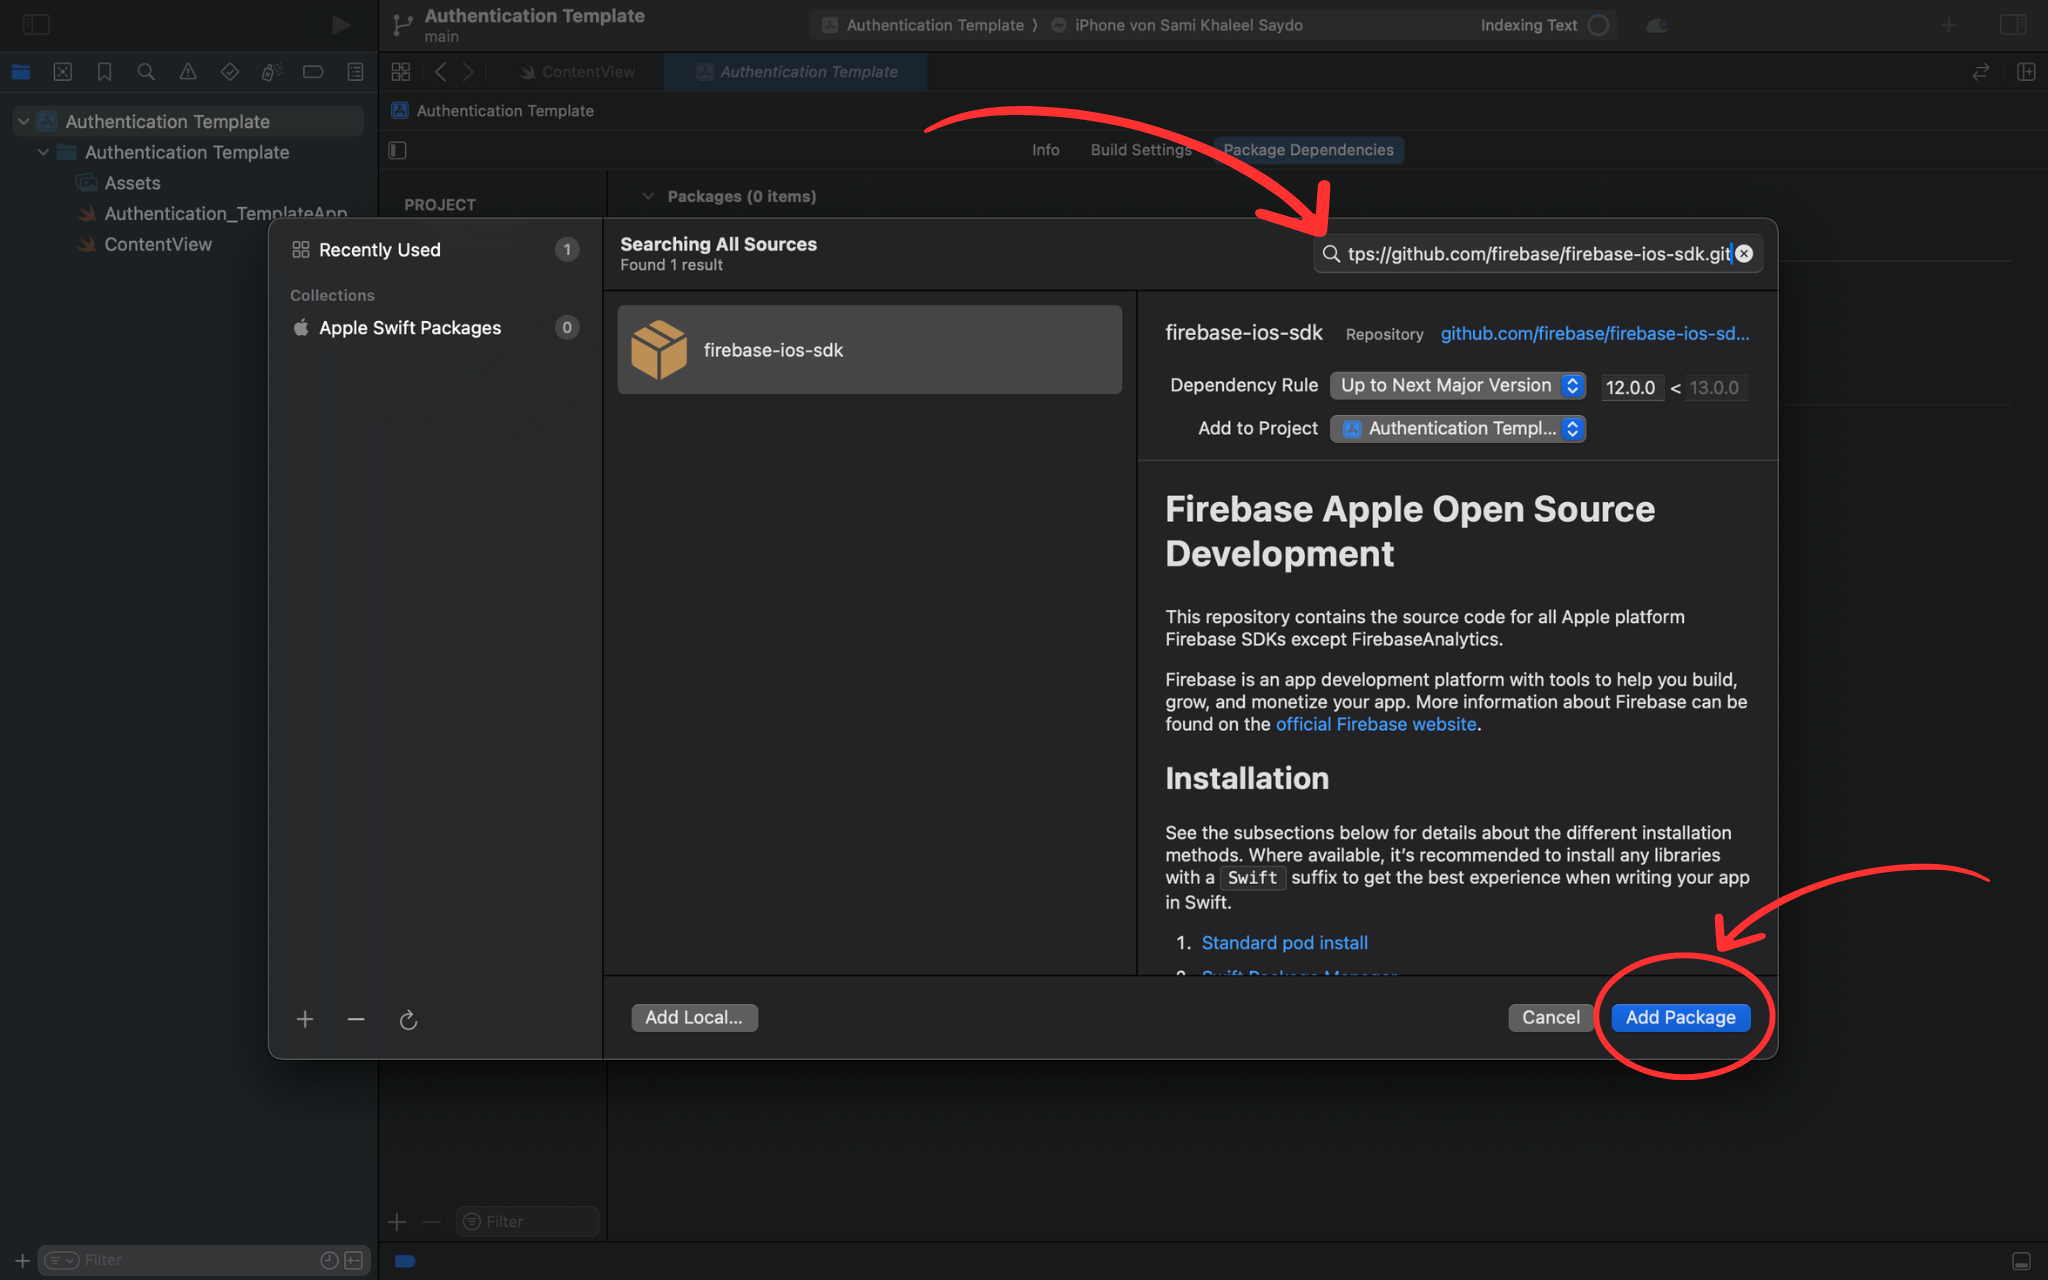 Authentication Template
main
Authentication Template
iPhone von Sami Khaleel Saydo
Indexing Text
ContentView
Authentication Template
Authentication Template
Authentication Template
Authentication Template
Assets
Authentication_TemplateApp
ContentView
Info
Build Settings
Package Dependencies
PROJECT
Packages (0 items)
Recently Used
1
Collections
Apple Swift Packages
0
Searching All Sources
Found 1 result
tps://github.com/firebase/firebase-ios-sdk.git
firebase-ios-sdk
firebase-ios-sdk
Repository
github.com/firebase/firebase-ios-sd...
Dependency Rule
Up to Next Major Version
12.0.0 < 13.0.0
Add to Project
Authentication Templ...
Firebase Apple Open Source
Development
This repository contains the source code for all Apple platform
Firebase SDKs except FirebaseAnalytics.
Firebase is an app development platform with tools to help you build,
grow, and monetize your app. More information about Firebase can be
found on the official Firebase website.
Installation
See the subsections below for details about the different installation
methods. Where available, it's recommended to install any libraries
with a Swift suffix to get the best experience when writing your app
in Swift.
1. Standard pod install
2. Swift Package Manager
Add Local...
Cancel
Add Package
Filter
Filter